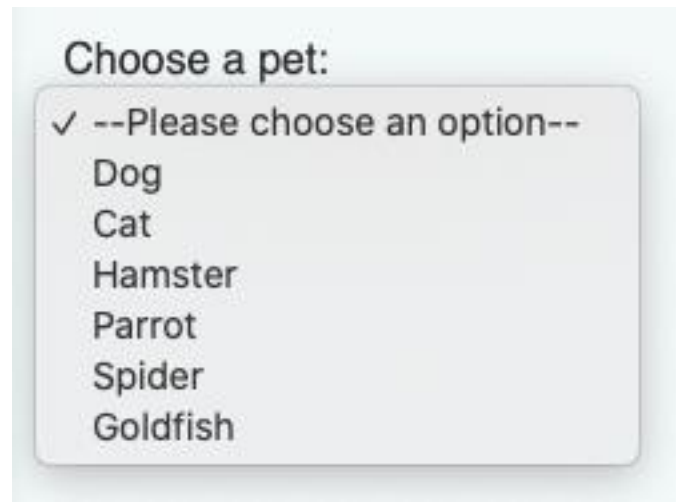 Choose a pet:
✓ --Please choose an option--
Dog
Cat
Hamster
Parrot
Spider
Goldfish